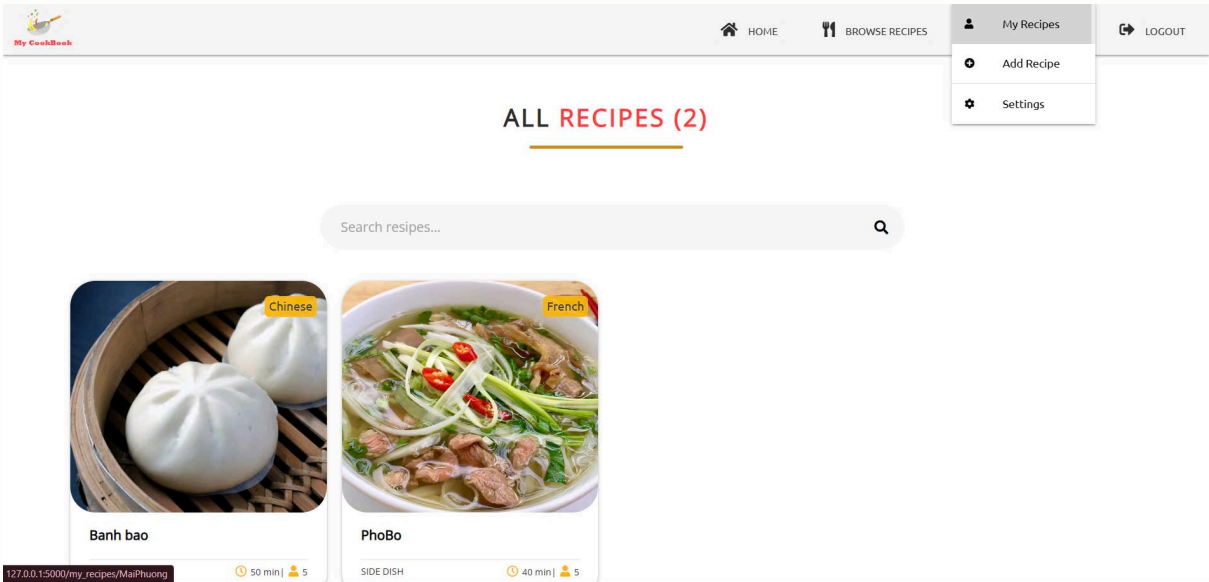 My CookBook
HOME
BROWSE RECIPES
My Recipes
Add Recipe
Settings
LOGOUT
ALL RECIPES (2)
Search resipes...
Chinese
French
Banh bao
PhoBo
50 min| 5
SIDE DISH
40 min| 5
127.0.0.1:5000/my_recipes/MaiPhuong